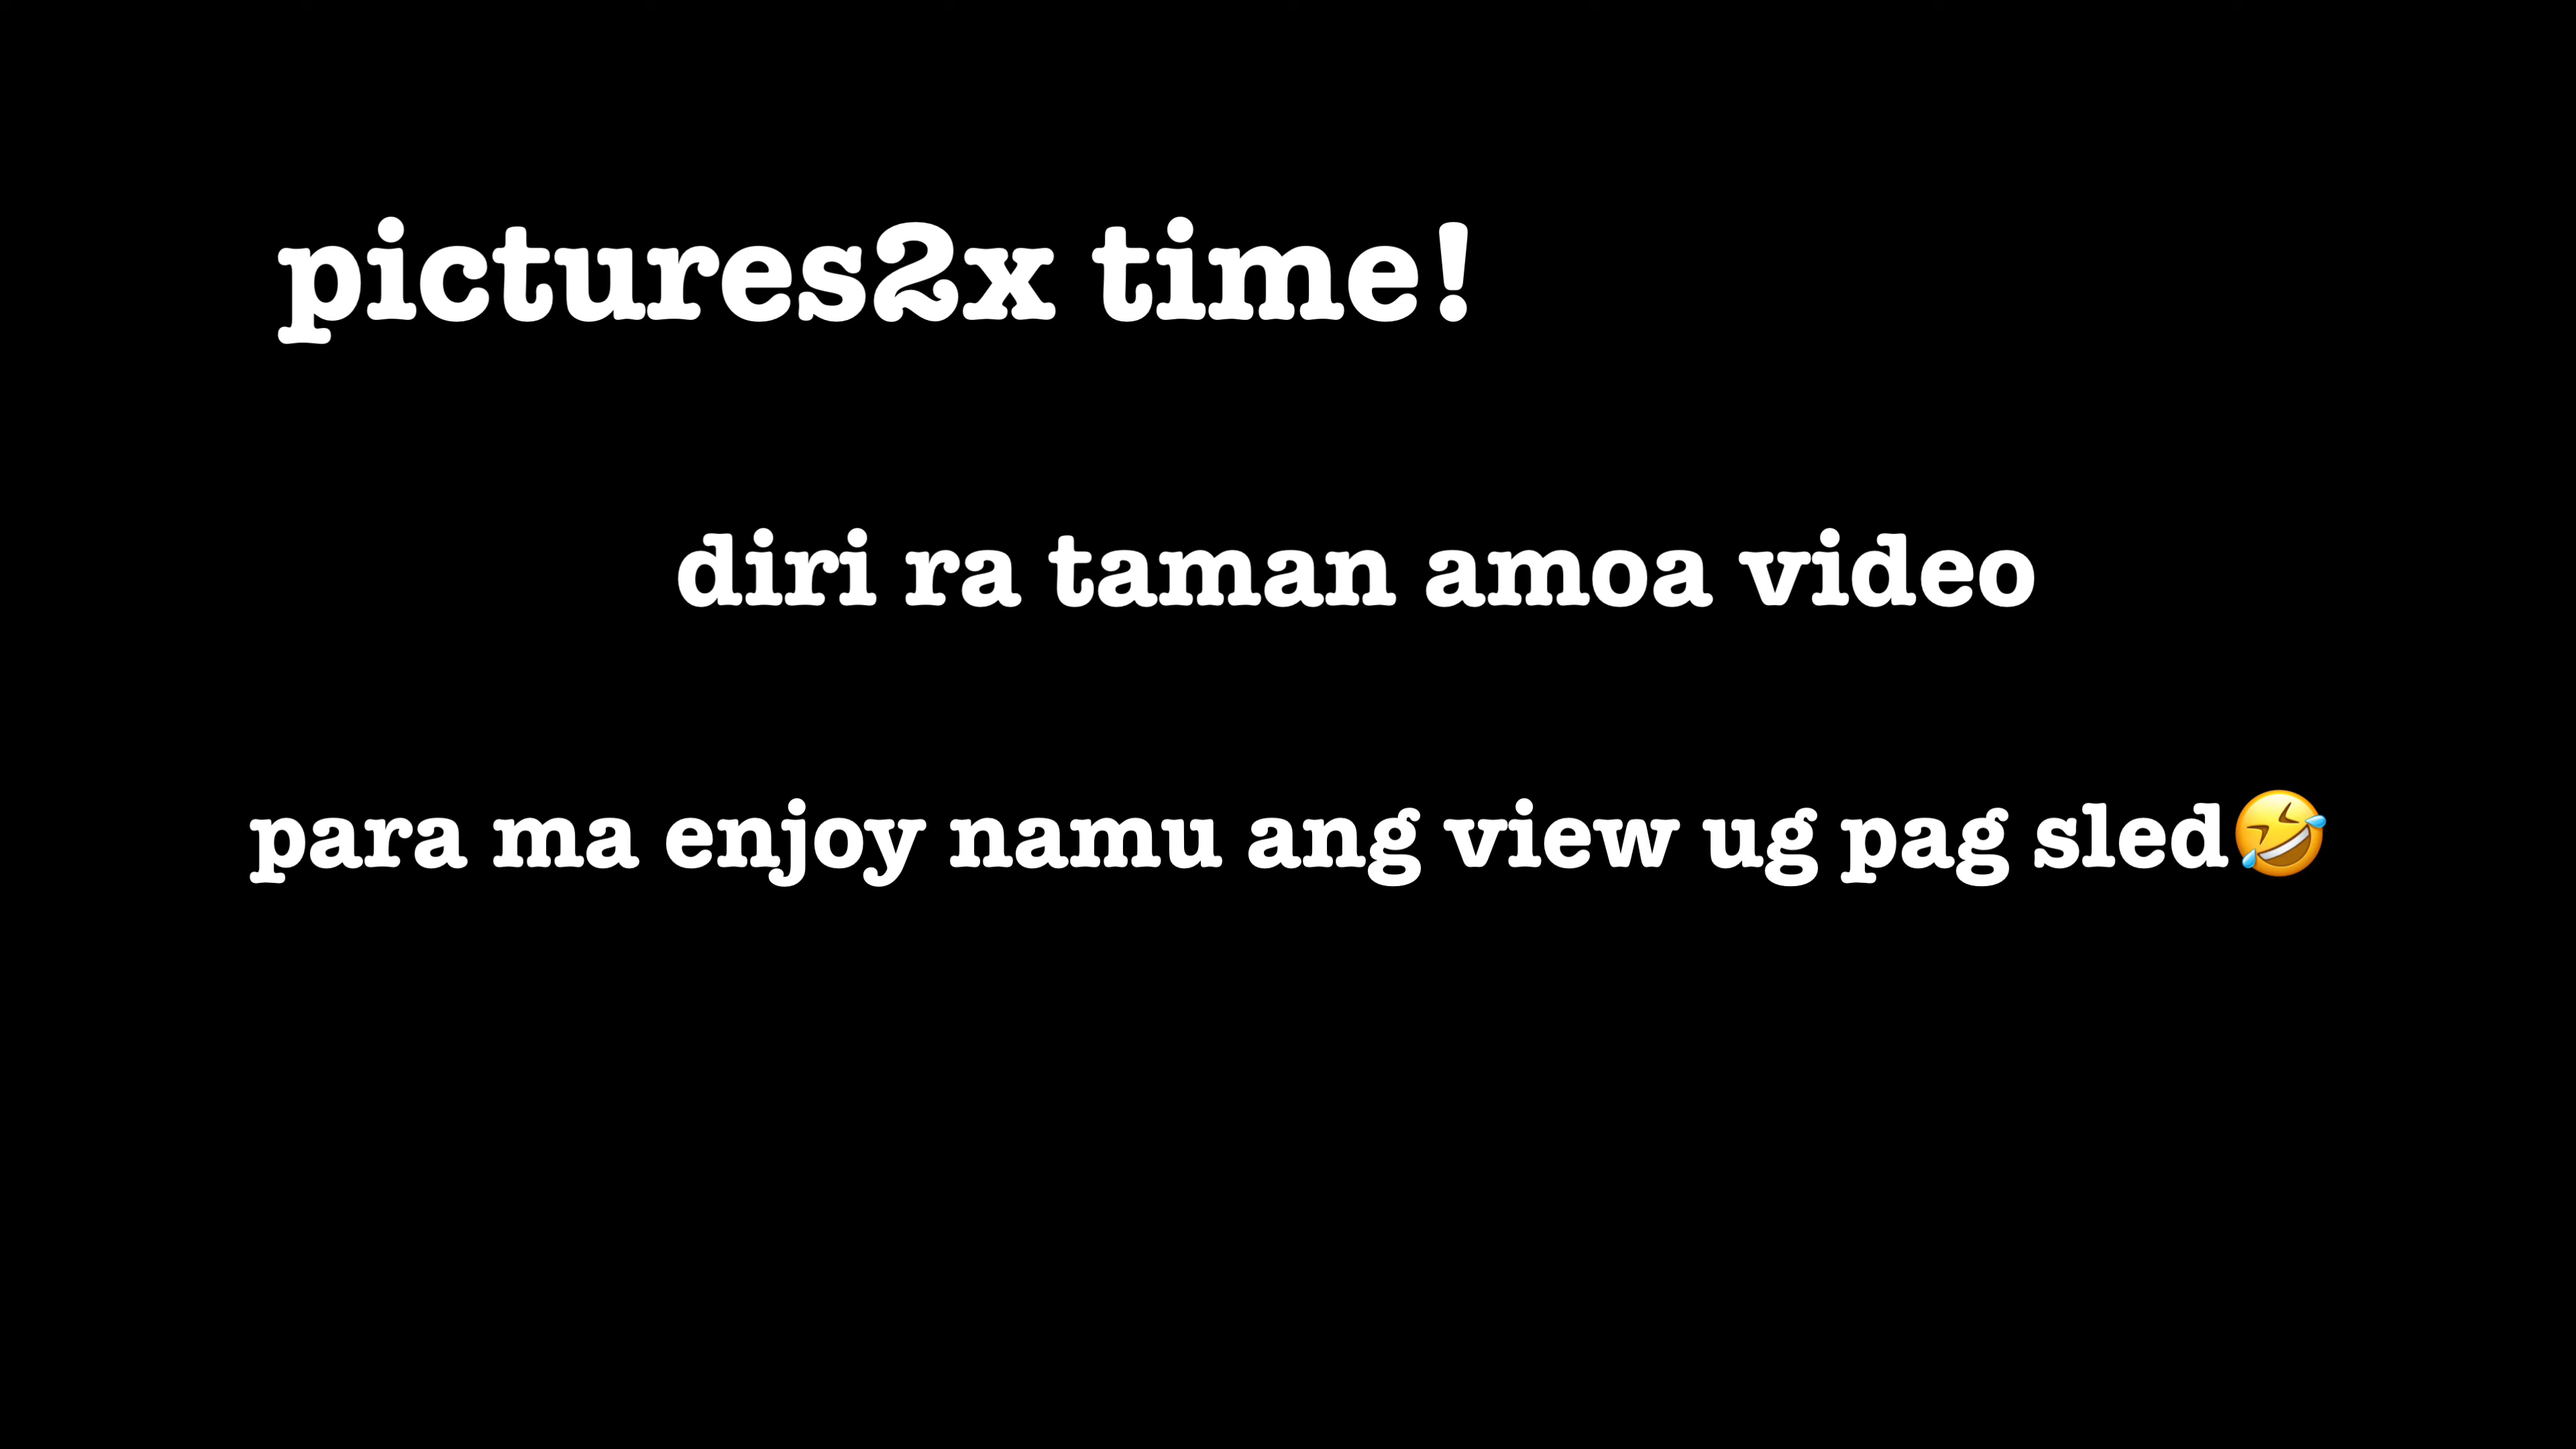 pictures2x time!
diri ra taman amoa video
para ma enjoy namu ang view ug pag sled🤣